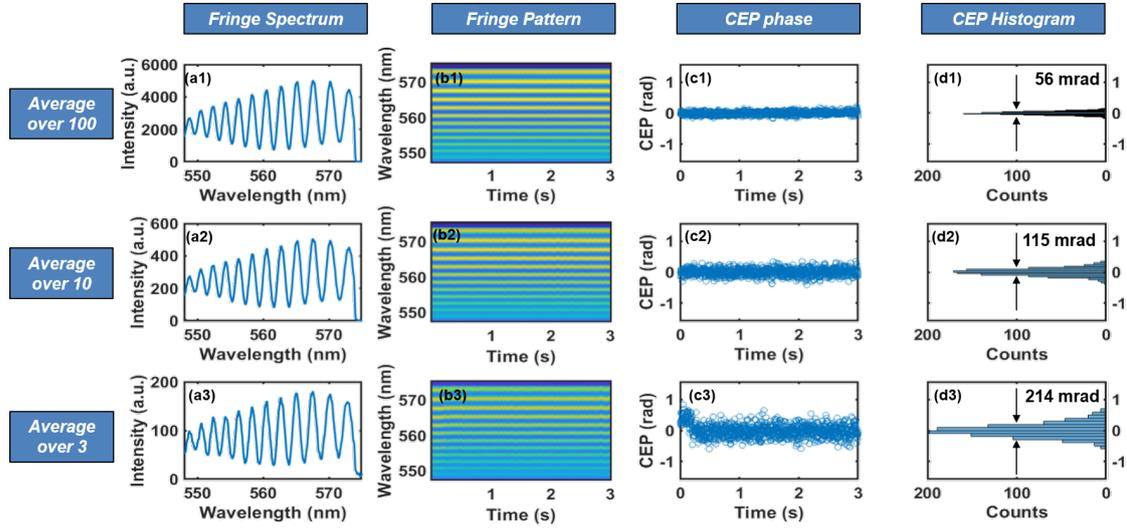 Fringe Spectrum
Fringe Pattern
CEP phase
CEP Histogram
Average
over 100
(a1)
Intensity (a.u.)
6000
4000
2000
0
550
560
570
Wavelength (nm)
(b1)
Wavelength (nm)
570
560
550
1
2
3
Time (s)
(c1)
CEP (rad)
1
0
-1
0
1
2
3
Time (s)
(d1)
56 mrad
1
0
-1
200
100
0
Counts
Average
over 10
(a2)
Intensity (a.u.)
600
400
200
0
550
560
570
Wavelength (nm)
(b2)
Wavelength (nm)
570
560
550
1
2
3
Time (s)
(c2)
CEP (rad)
1
0
-1
0
1
2
3
Time (s)
(d2)
115 mrad
1
0
-1
200
100
0
Counts
Average
over 3
(a3)
Intensity (a.u.)
200
100
0
550
560
570
Wavelength (nm)
(b3)
Wavelength (nm)
570
560
550
1
2
3
Time (s)
(c3)
CEP (rad)
1
0
-1
0
1
2
3
Time (s)
(d3)
214 mrad
1
0
-1
200
100
0
Counts